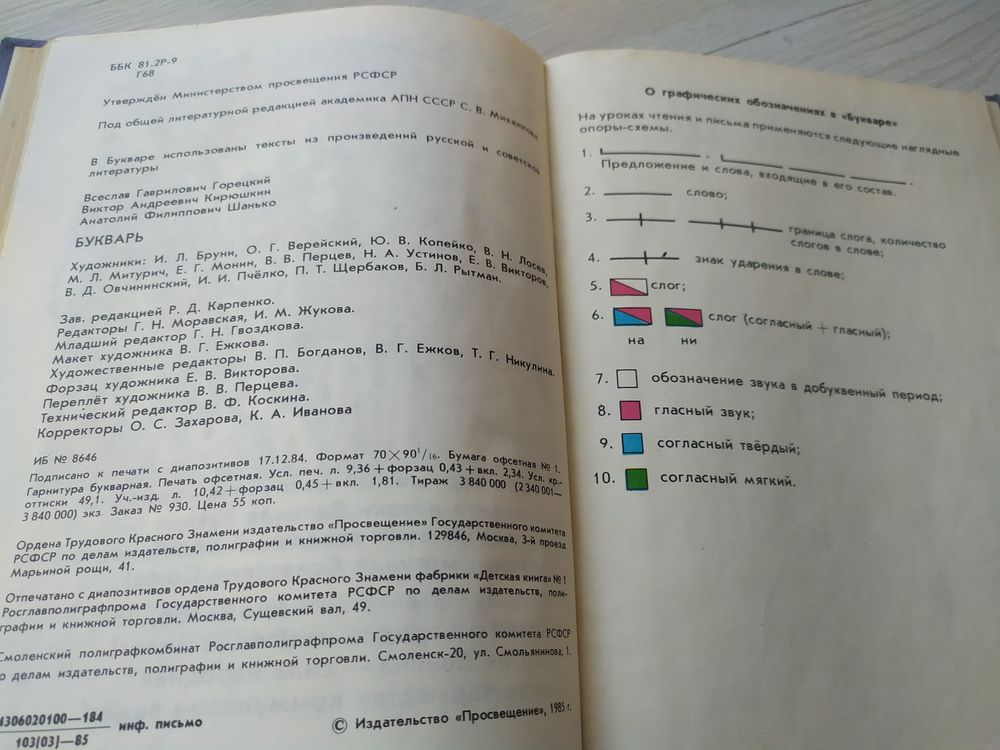 ББК 81.2Р-9
Г68
Утверждён Министерством просвещения РСФСР
Под общей литературной редакцией академика АПН СССР С. В. Михалкова
В Букваре использованы тексты из произведений русской и советской
литературы
Всеслав Гаврилович Горецкий
Виктор Андреевич Кирюшкин
Анатолий Филиппович Шанько
БУКВАРЬ
Художники: И. Л. Бруни, О. Г. Верейский, Ю. В. Копейко, В. Н. Лосев,
М. Л. Митурич, Е. Г. Монин, В. В. Перцев, Н. А. Устинов, Е. В. Викторов,
В. Д. Овчининский, И. И. Пчёлко, П. Т. Щербаков, Б. Л. Рытман.
Зав. редакцией Р. Д. Карпенко.
Редакторы Г. Н. Моравская, И. М. Жукова.
Младший редактор Г. Н. Гвоздкова.
Макет художника В. Г. Ежкова.
Художественные редакторы В. П. Богданов, В. Г. Ежков, Т. Г. Никулина.
Форзац художника Е. В. Викторова.
Переплёт художника В. В. Перцева.
Технический редактор В. Ф. Коскина.
Корректоры О. С. Захарова, К. А. Иванова
ИБ № 8646
Подписано к печати с диапозитивов 17.12.84. Формат 70×90¹/₁₆. Бумага офсетная № 1.
Гарнитура букварная. Печать офсетная. Усл. печ. л. 9,36+форзац 0,43+вкл. 2,34. Усл. кр.-
оттиски 49,1. Уч.-изд. л. 10,42+форзац 0,45+вкл. 1,81. Тираж 3 840 000 (2 340 001—
3 840 000) экз. Заказ № 930. Цена 55 коп.
Ордена Трудового Красного Знамени издательство «Просвещение» Государственного комитета
РСФСР по делам издательств, полиграфии и книжной торговли. 129846, Москва, 3-й проезд
Марьиной рощи, 41.
Отпечатано с диапозитивов ордена Трудового Красного Знамени фабрики «Детская книга» № 1
Росглавполиграфпрома Государственного комитета РСФСР по делам издательств, поли-
графии и книжной торговли. Москва, Сущевский вал, 49.
Смоленский полиграфкомбинат Росглавполиграфпрома Государственного комитета РСФСР
по делам издательств, полиграфии и книжной торговли. Смоленск-20, ул. Смольянинова, 1.
4306020100—184
103(03)—85
инф. письмо
© Издательство «Просвещение», 1985 г.
О графических обозначениях в «Букваре»
На уроках чтения и письма применяются следующие наглядные
опоры-схемы.
1.
Предложение и слова, входящие в его состав.
2. слово;
3. граница слога, количество
слогов в слове;
4. знак ударения в слове;
5. слог;
6. слог (согласный + гласный);
на ни
7. обозначение звука в добуквенный период;
8. гласный звук;
9. согласный твёрдый;
10. согласный мягкий.